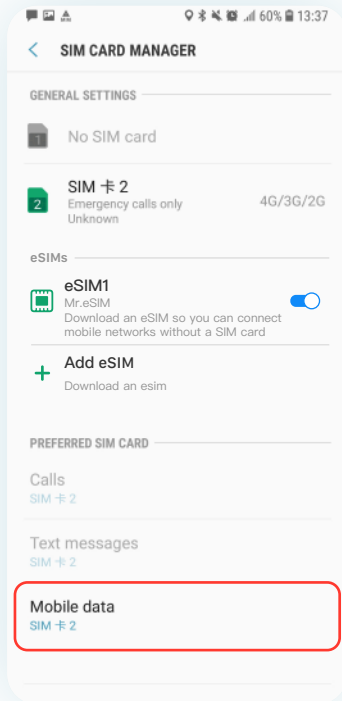 60% 13:37
SIM CARD MANAGER
GENERAL SETTINGS
1 No SIM card
SIM 卡 2
2 Emergency calls only 4G/3G/2G
Unknown
eSIMs
eSIM1
Mr.eSIM
Download an eSIM so you can connect
mobile networks without a SIM card
Add eSIM
Download an esim
PREFERRED SIM CARD
Calls
SIM 卡 2
Text messages
SIM 卡 2
Mobile data
SIM 卡 2